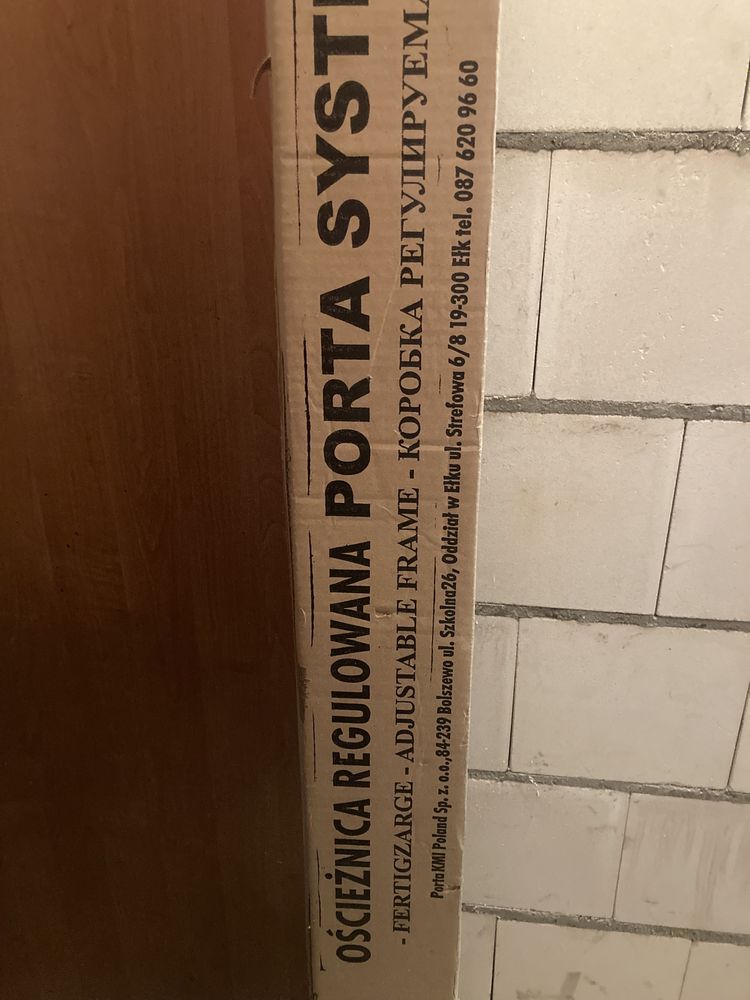 OŚCIEŻNICA REGULOWANA PORTA SYST
- FERTIGZARGE - ADJUSTABLE FRAME - КОРОБКА РЕГУЛИРУЕМА
Porta KMI Poland Sp. z. o.o.,84-239 Bolszewo ul. Szkolna26, Oddział w Ełku ul. Strefowa 6/8 19-300 Ełk tel. 087 620 96 60